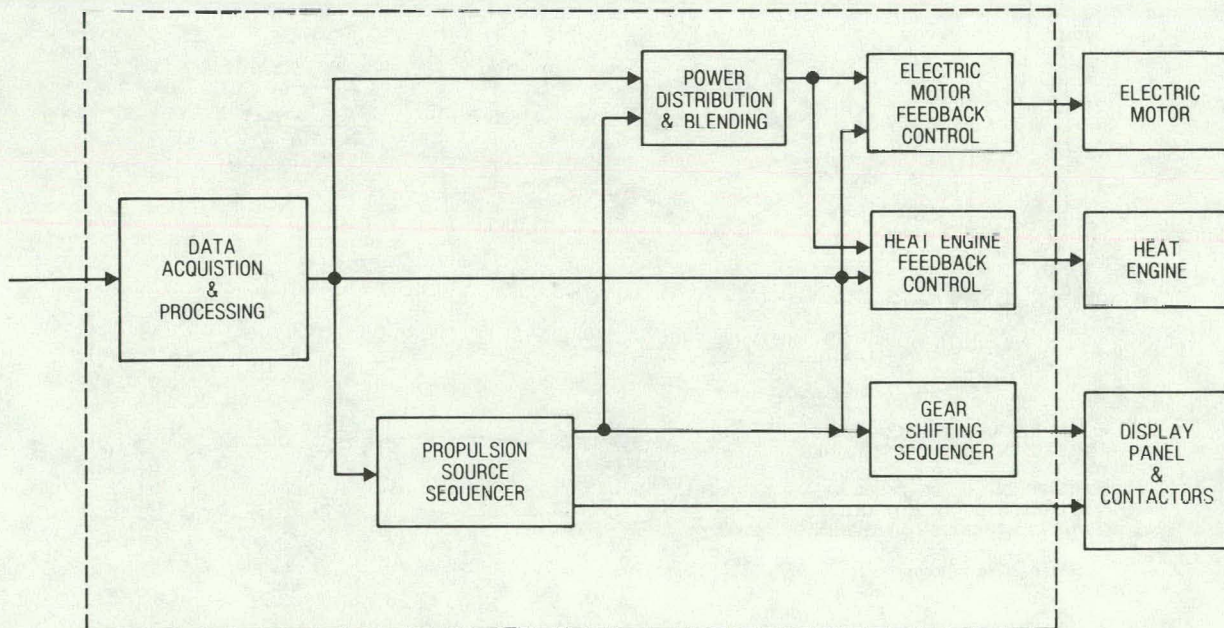 POWER
DISTRIBUTION
& BLENDING
ELECTRIC
MOTOR
FEEDBACK
CONTROL
ELECTRIC
MOTOR
DATA
ACQUISTION
&
PROCESSING
HEAT ENGINE
FEEDBACK
CONTROL
HEAT
ENGINE
PROPULSION
SOURCE
SEQUENCER
GEAR
SHIFTING
SEQUENCER
DISPLAY
PANEL
&
CONTACTORS